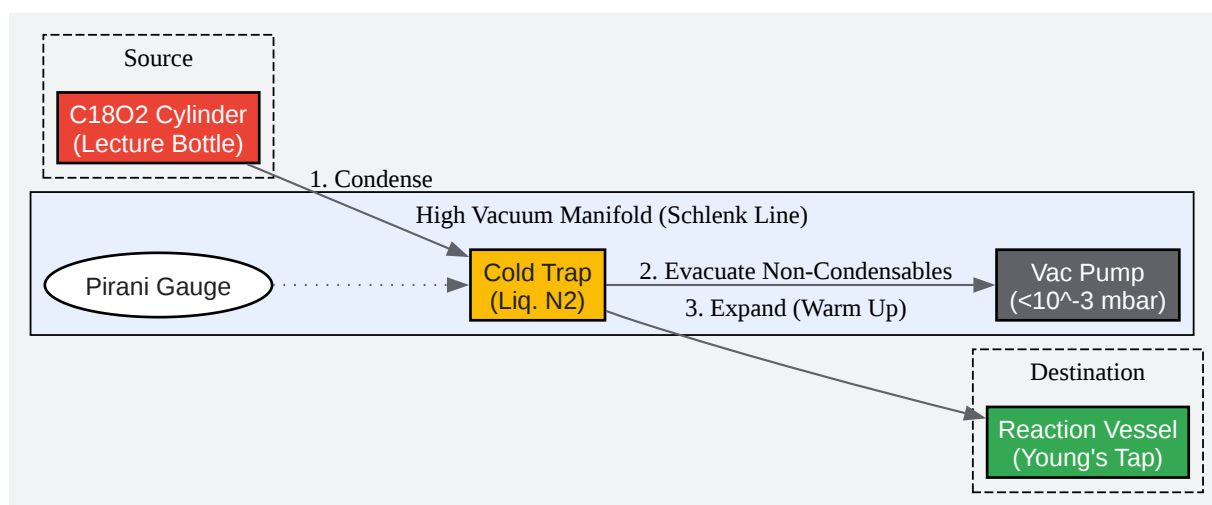 Source
C18O2 Cylinder
(Lecture Bottle)
1. Condense
High Vacuum Manifold (Schlenk Line)
Pirani Gauge
Cold Trap
(Liq. N2)
2. Evacuate Non-Condensables
3. Expand (Warm Up)
Vac Pump
(<10^-3 mbar)
Destination
Reaction Vessel
(Young's Tap)